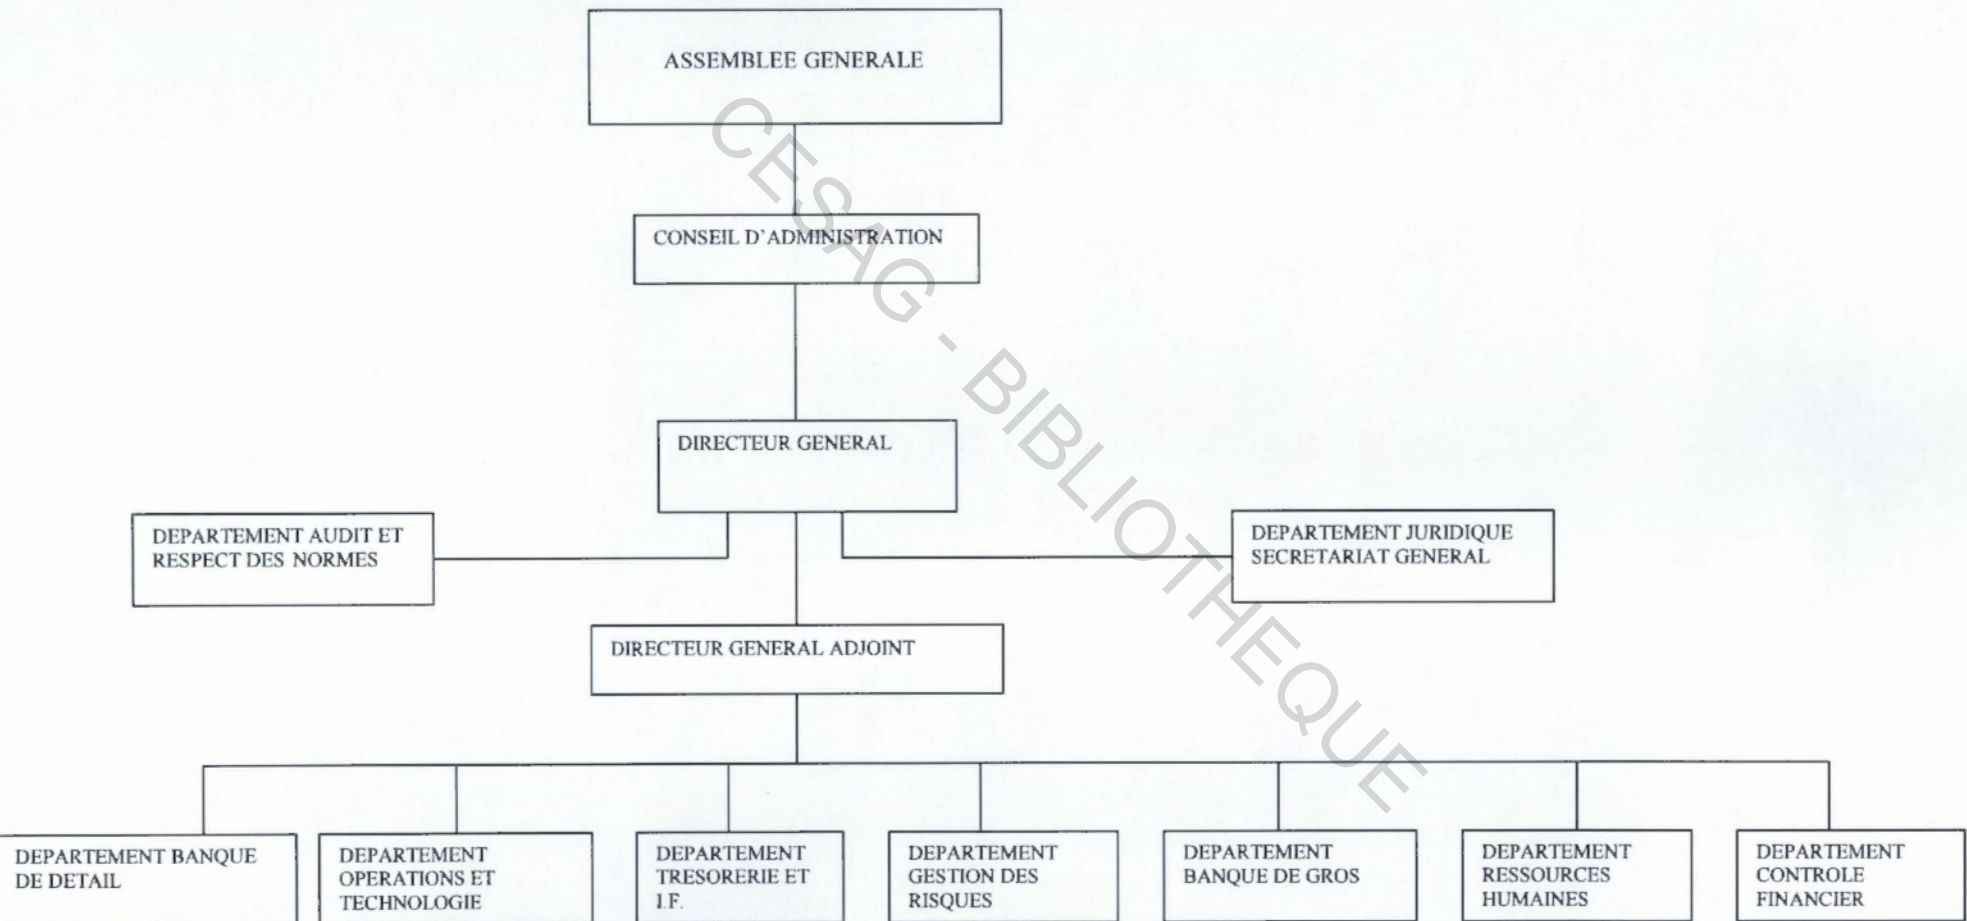 ASSEMBLEE GENERALE
CONSEIL D'ADMINISTRATION
DIRECTEUR GENERAL
DEPARTEMENT AUDIT ET
RESPECT DES NORMES
DEPARTEMENT JURIDIQUE
SECRETARIAT GENERAL
DIRECTEUR GENERAL ADJOINT
DEPARTEMENT BANQUE
DE DETAIL
DEPARTEMENT
OPERATIONS ET
TECHNOLOGIE
DEPARTEMENT
TRESORERIE ET
I.F.
DEPARTEMENT
GESTION DES
RISQUES
DEPARTEMENT
BANQUE DE GROS
DEPARTEMENT
RESSOURCES
HUMAINES
DEPARTEMENT
CONTROLE
FINANCIER
CESAG - BIBLIOTHEQUE